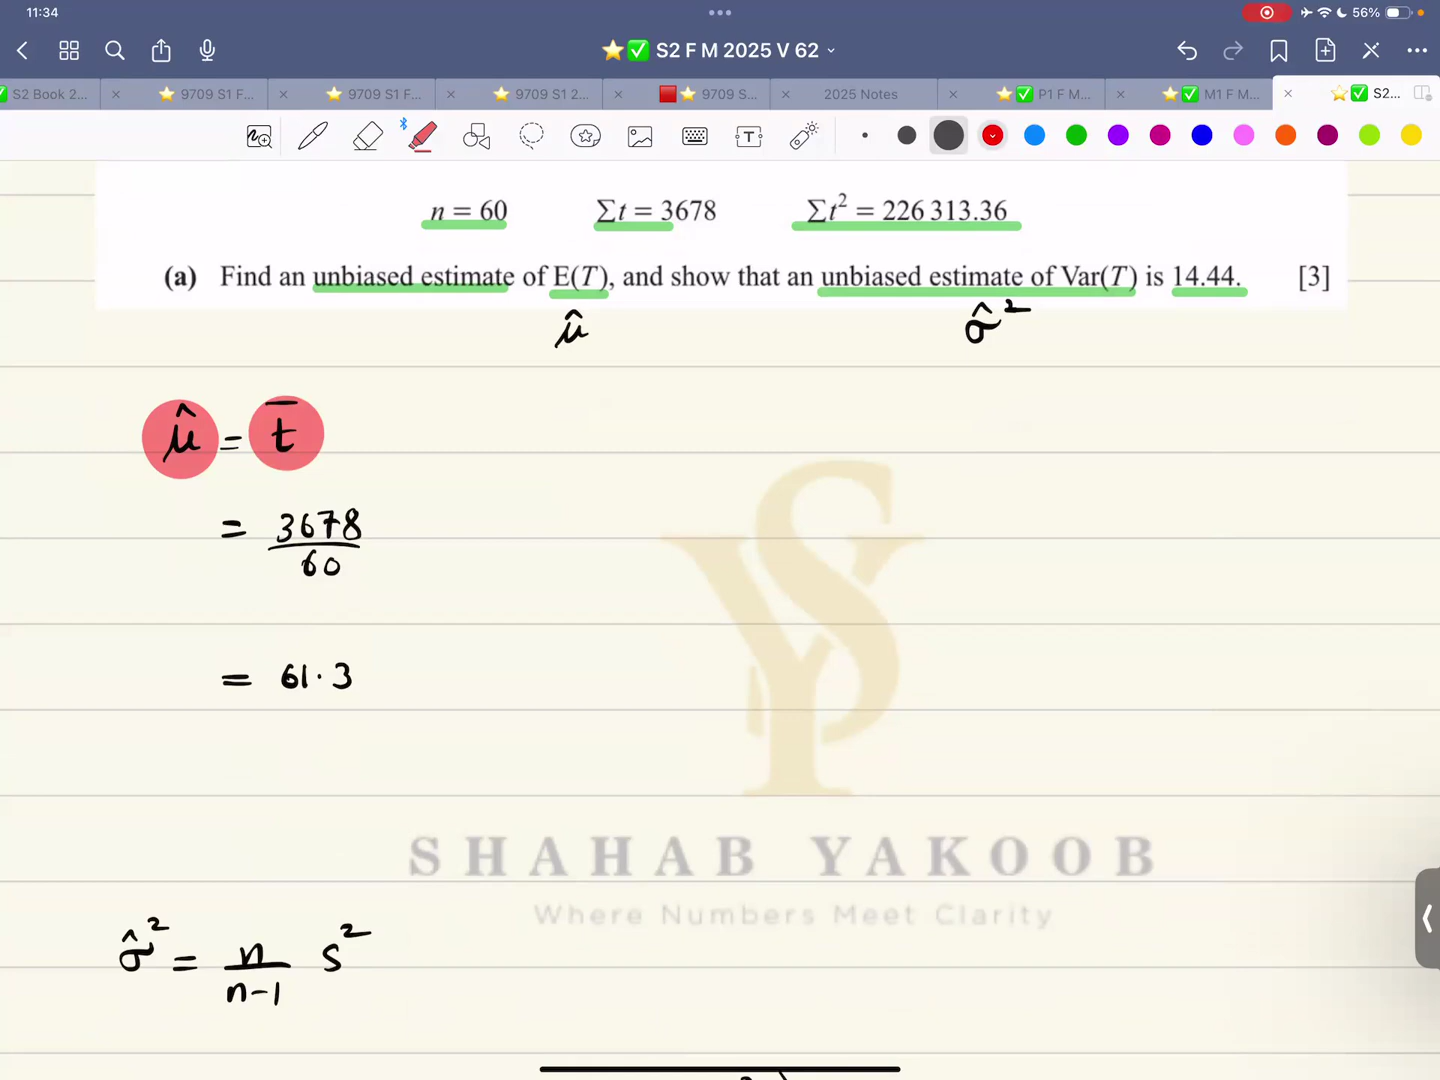 11:34
56%
S2 F M 2025 V 62
S2 Book 2...
9709 S1 F...
9709 S1 F...
9709 S1 2...
9709 S...
2025 Notes
P1 F M...
M1 F M...
S2...
n = 60 Σt = 3678 Σt² = 226 313.36
(a) Find an unbiased estimate of E(T), and show that an unbiased estimate of Var(T) is 14.44. [3]
μ̂ σ̂²
μ̂ = t̄
= 3678/60
= 61.3
SHAHAB YAKOOB
Where Numbers Meet Clarity
σ̂² = n/(n-1) s²